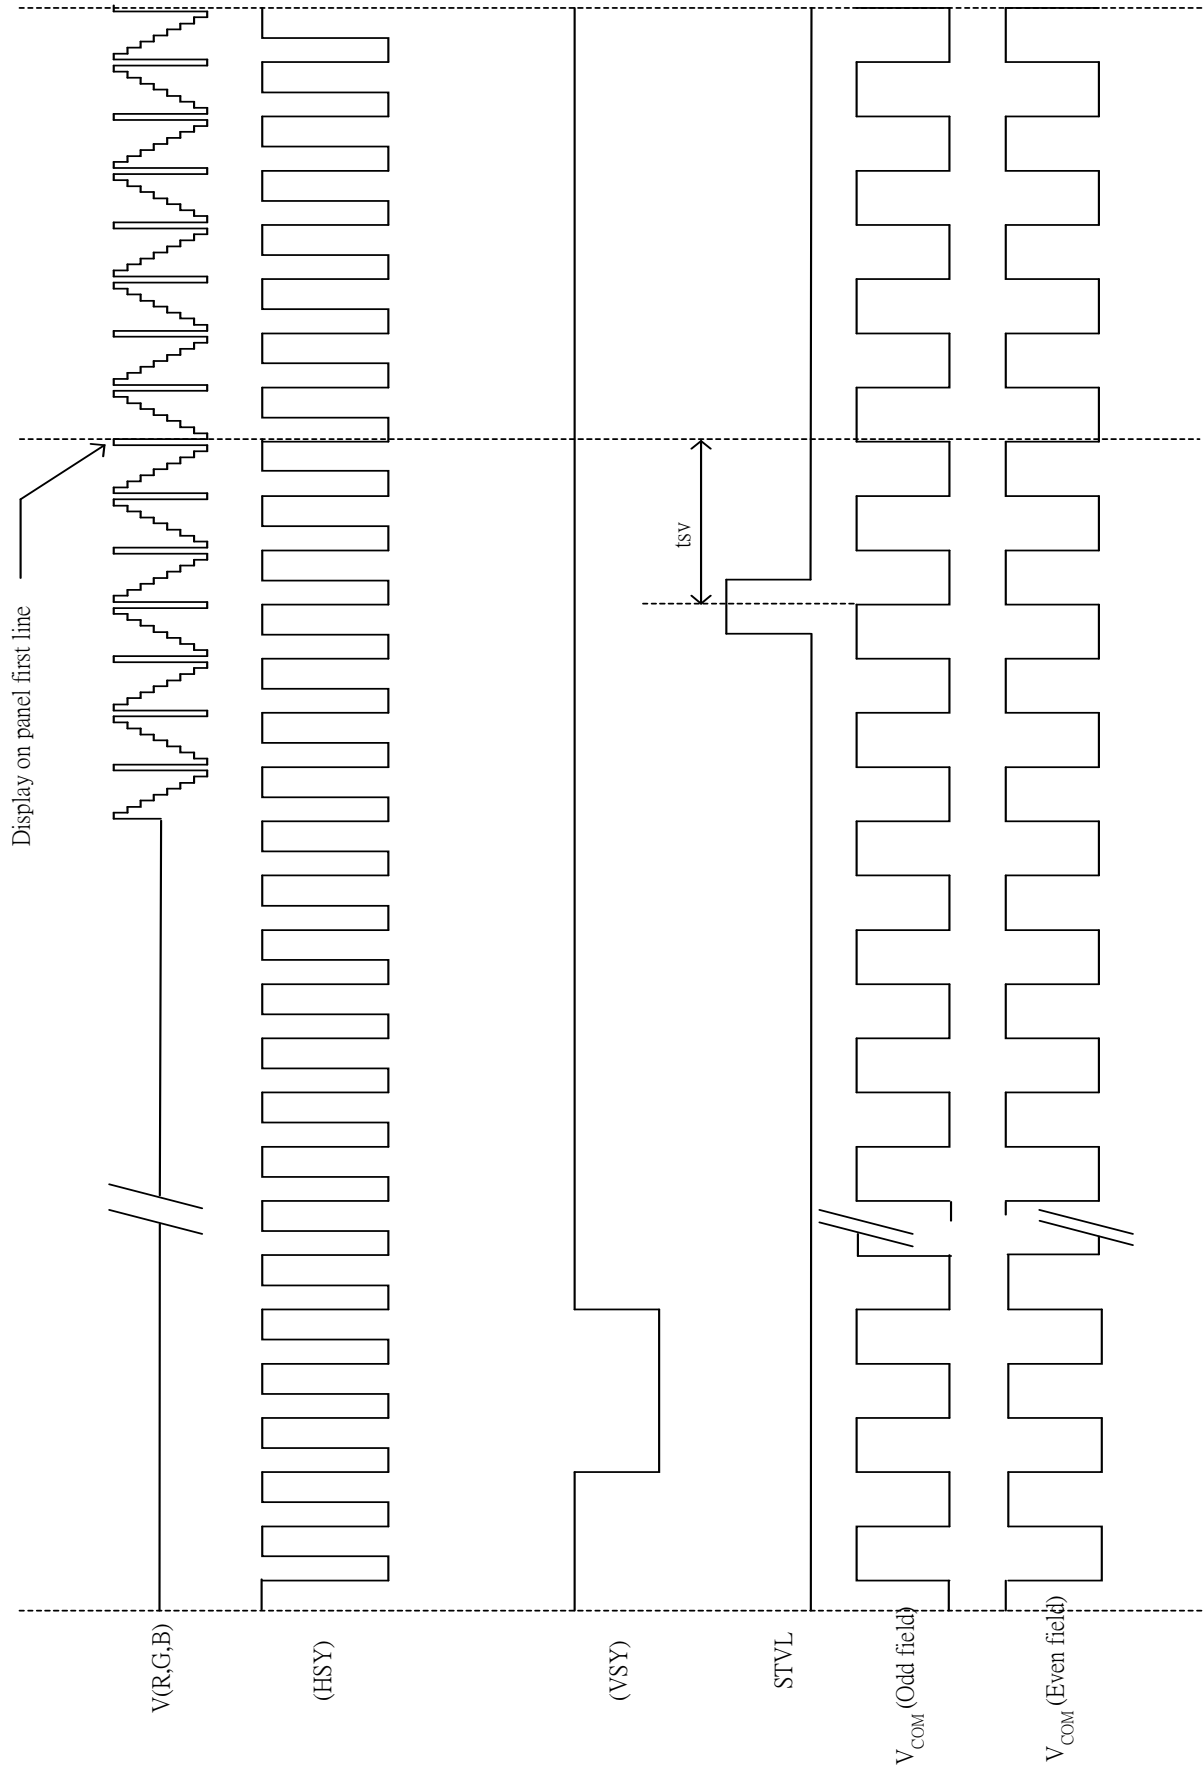 Display on panel first line
V(R,G,B)
(HSY)
(VSY)
tsv
STVL
VCOM (Odd field)
VCOM (Even field)